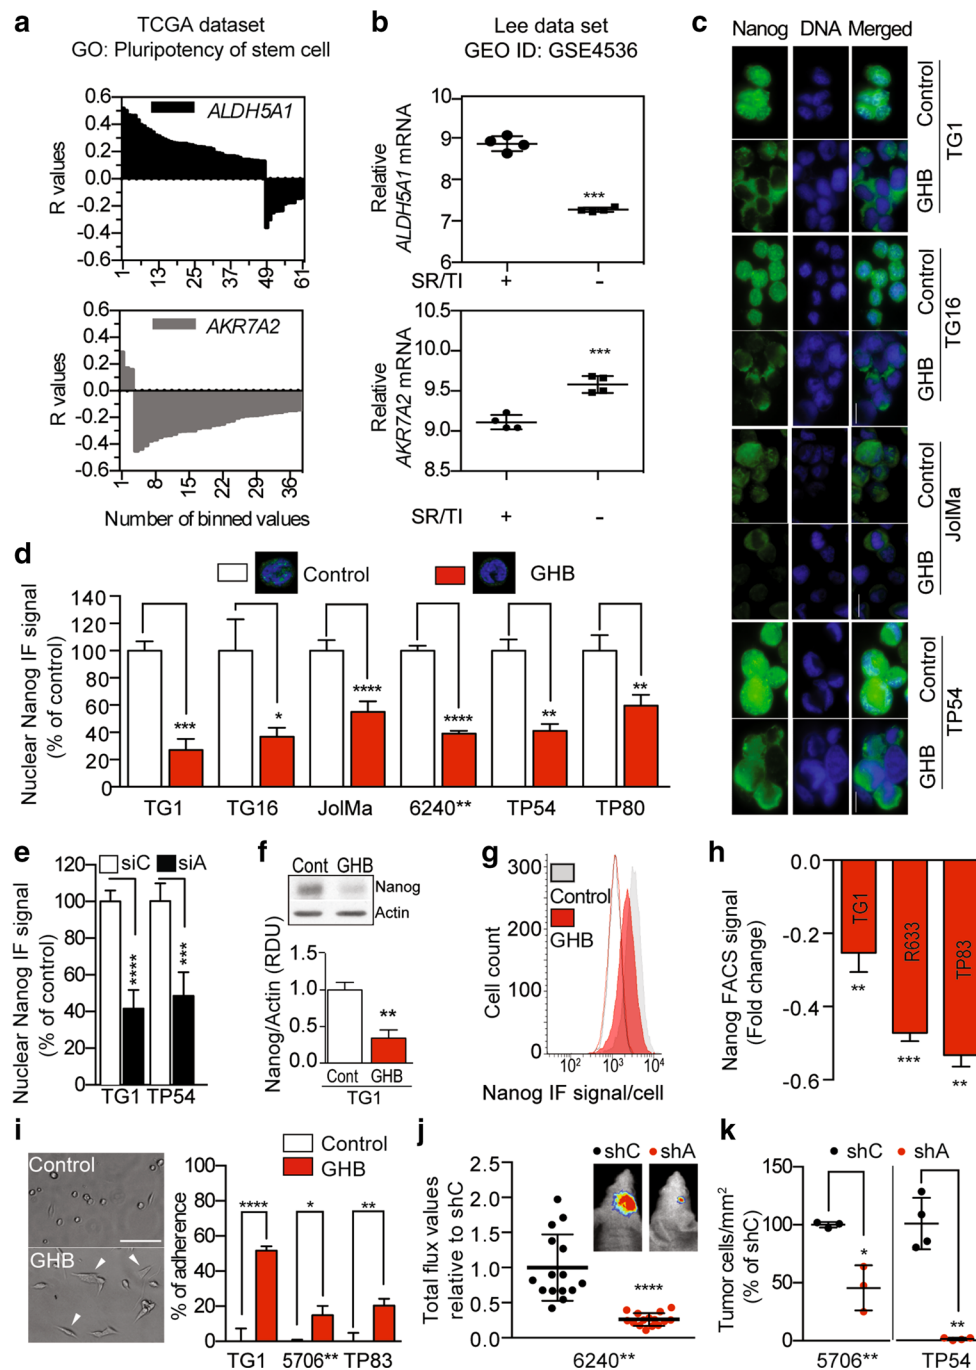 a
TCGA dataset
GO: Pluripotency of stem cell
0.6
0.4
0.2
0.0
-0.2
-0.4
-0.6
R values
ALDH5A1
1
13
25
37
49
61
0.4
0.2
0.0
-0.2
-0.4
-0.6
R values
AKR7A2
1
8
15
22
29
36
Number of binned values
b
Lee data set
GEO ID: GSE4536
Relative
ALDH5A1 mRNA
10
9
8
7
6
***
SR/TI
+
-
Relative
AKR7A2 mRNA
10.5
10.0
9.5
9.0
8.5
***
SR/TI
+
-
c
Nanog DNA Merged
Control
GHB
TG1
Control
GHB
TG16
Control
GHB
JolMa
Control
GHB
TP54
d
Control
GHB
Nuclear Nanog IF signal
(% of control)
140
120
100
80
60
40
20
0
***
*
****
****
**
**
TG1
TG16
JolMa
6240**
TP54
TP80
e
siC
siA
Nuclear Nanog IF signal
(% of control)
120
100
80
60
40
20
0
****
***
TG1 TP54
f
Cont GHB
Nanog
Actin
Nanog/Actin (RDU)
1.5
1.0
0.5
0.0
**
Cont
GHB
TG1
g
Control
GHB
Cell count
300
200
100
0
10²
10³
10⁴
Nanog IF signal/cell
h
Nanog FACS signal
(Fold change)
0.0
-0.2
-0.4
-0.6
TG1
R633
TP83
**
***
**
i
Control
GHB
Control
GHB
% of adherence
100
80
60
40
20
0
****
*
**
TG1
5706**
TP83
j
shC
shA
Total flux values
relative to shC
2.5
2.0
1.5
1.0
0.5
0.0
****
6240**
k
shC
shA
Tumor cells/mm²
(% of shC)
150
100
50
0
*
**
5706**
TP54